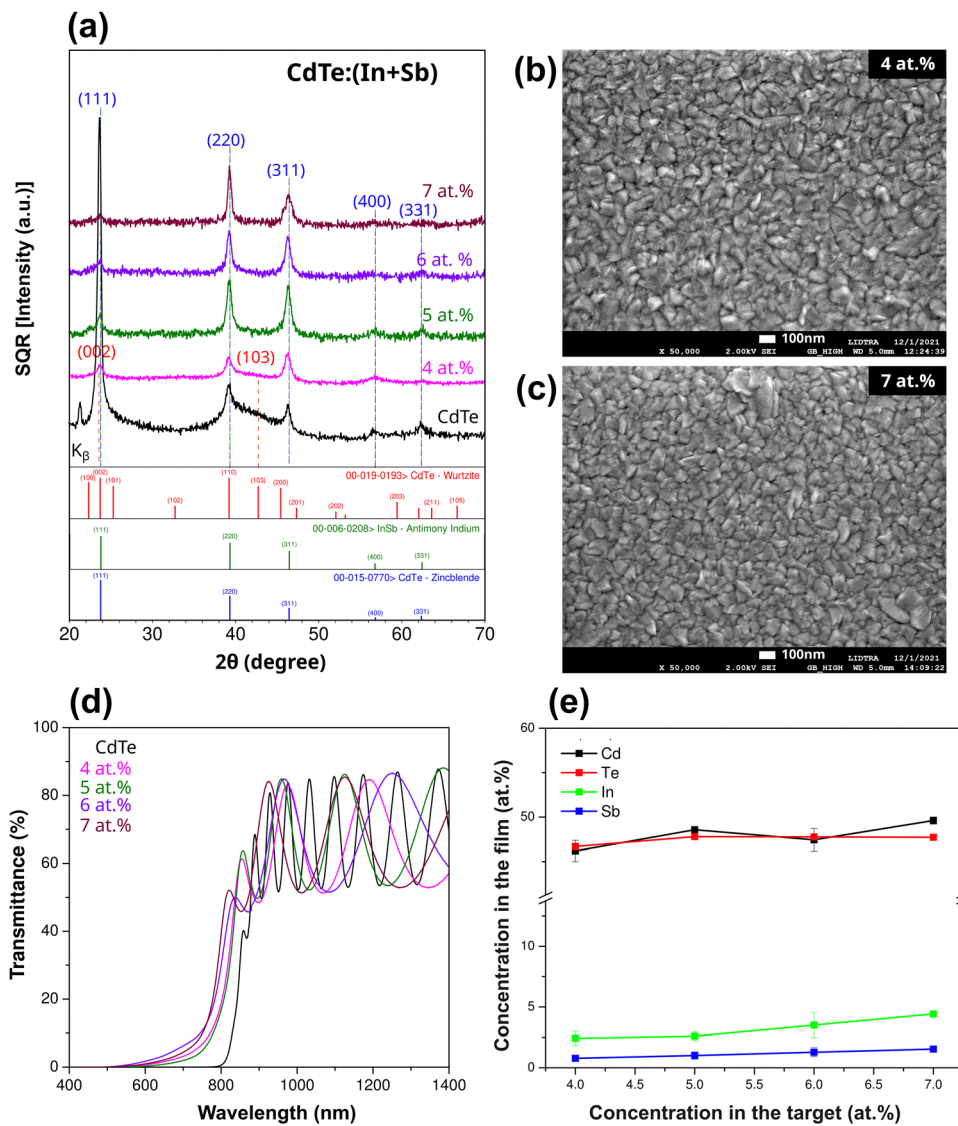 (a)
CdTe:(In+Sb)
(111)
(220)
(311)
(400)
(331)
7 at.%
6 at. %
5 at.%
(002)
(103)
4 at.%
CdTe
Kβ
SQR [Intensity (a.u.)]
00-019-0193> CdTe - Wurtzite
(100)
(002)
(101)
(102)
(110)
(103)
(200)
(201)
(202)
(203)
(211)
(105)
00-006-0208> InSb - Antimony Indium
(111)
(220)
(311)
(400)
(331)
00-015-0770> CdTe - Zincblende
(111)
(220)
(311)
(400)
(331)
20 30 40 50 60 70
2θ (degree)
(b)
4 at.%
100nm LIDTRA 12/1/2021
X 50,000 2.00kV SEI GB_HIGH WD 5.0mm 12:24:39
(c)
7 at.%
100nm LIDTRA 12/1/2021
X 50,000 2.00kV SEI GB_HIGH WD 5.0mm 14:09:22
(d)
100
80
60
40
20
0
Transmittance (%)
CdTe
4 at.%
5 at.%
6 at.%
7 at.%
400 600 800 1000 1200 1400
Wavelength (nm)
(e)
60
50
10
5
0
Concentration in the film (at.%)
Cd
Te
In
Sb
4.0 4.5 5.0 5.5 6.0 6.5 7.0
Concentration in the target (at.%)